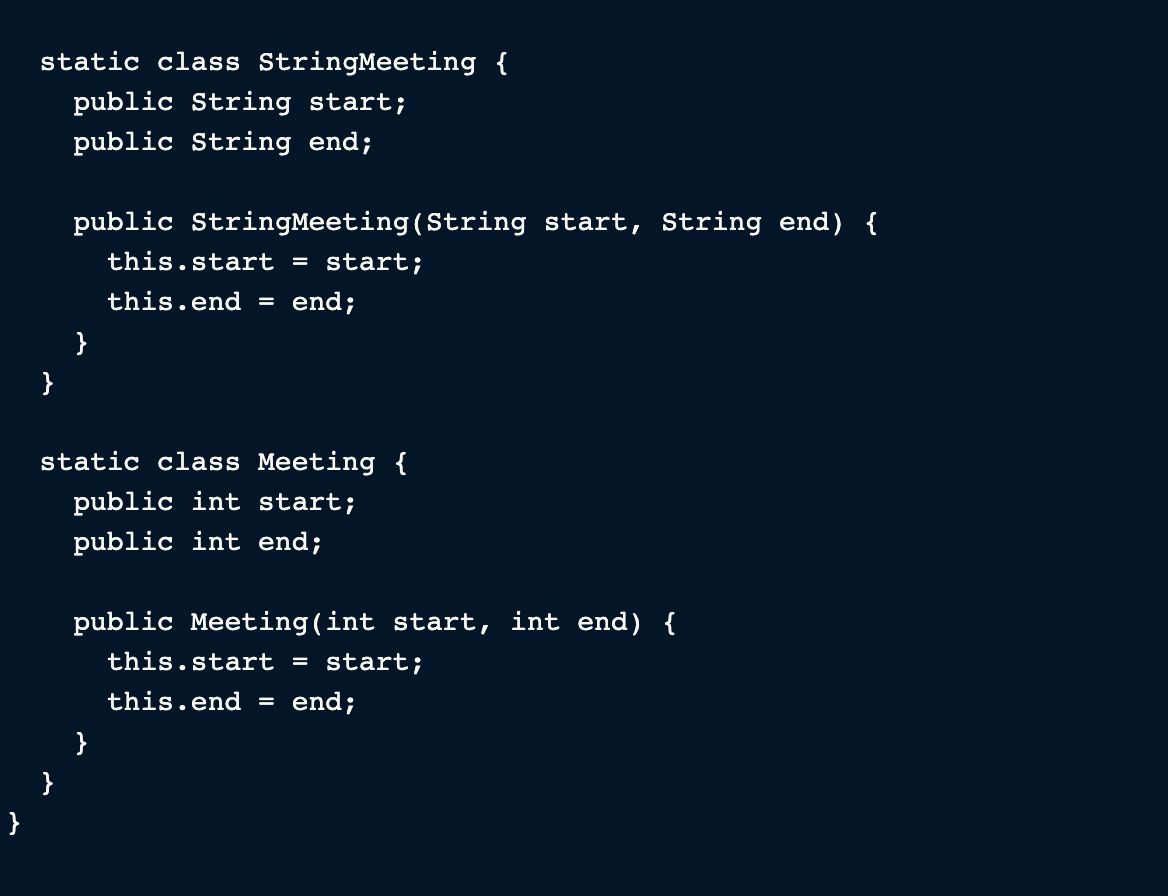 static class StringMeeting {
public String start;
public String end;
public StringMeeting(String start, String end) {
this.start = start;
this.end = end;
}
}
static class Meeting {
public int start;
public int end;
public Meeting(int start, int end) {
this.start = start;
this.end = end;
}
}
}